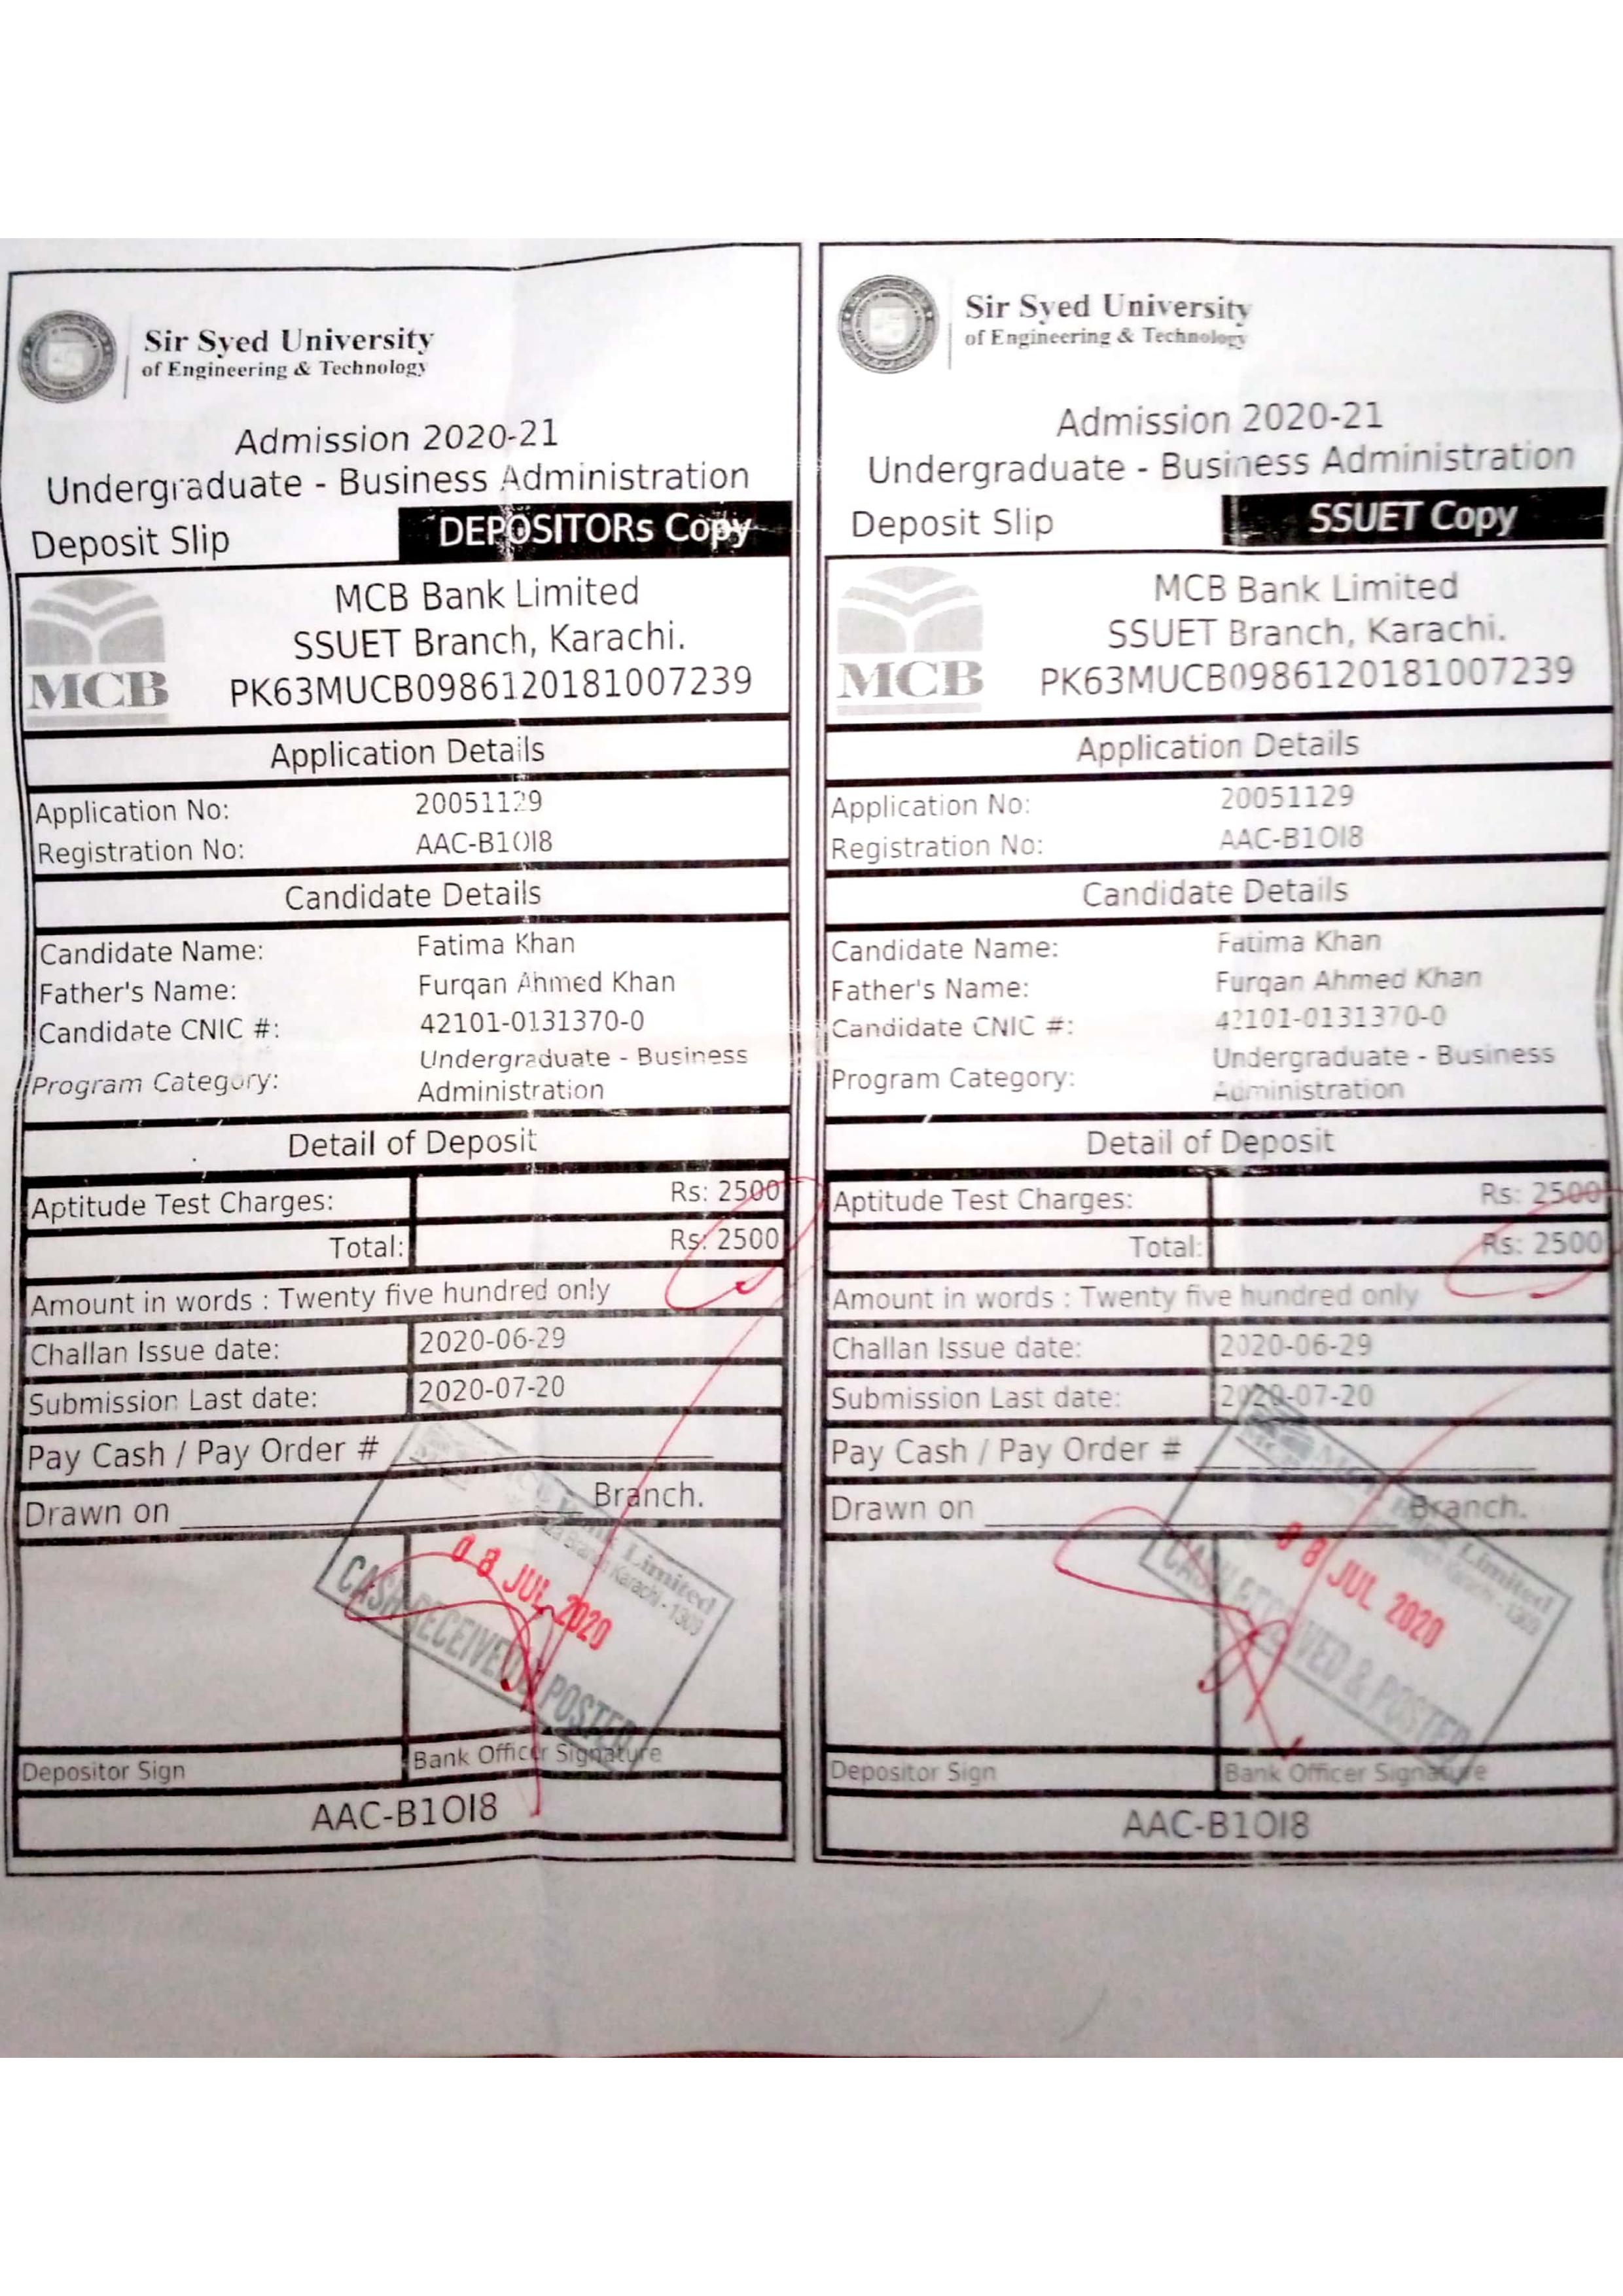 Sir Syed University
of Engineering & Technology
Admission 2020-21
Undergraduate - Business Administration
Deposit Slip DEPOSITORs Copy
MCB Bank Limited
SSUET Branch, Karachi.
MCB PK63MUCB0986120181007239
Application Details
Application No: 20051129
Registration No: AAC-B1OI8
Candidate Details
Candidate Name: Fatima Khan
Father's Name: Furqan Ahmed Khan
Candidate CNIC #: 42101-0131370-0
Program Category: Undergraduate - Business
Administration
Detail of Deposit
Aptitude Test Charges: Rs: 2500
Total: Rs: 2500
Amount in words : Twenty five hundred only
Challan Issue date: 2020-06-29
Submission Last date: 2020-07-20
Pay Cash / Pay Order #
Drawn on Branch.
Limited
Karachi - 1303
08 JUL 2020
CASH RECEIVED & POSTED
Depositor Sign Bank Officer Signature
AAC-B1OI8
Sir Syed University
of Engineering & Technology
Admission 2020-21
Undergraduate - Business Administration
Deposit Slip SSUET Copy
MCB Bank Limited
SSUET Branch, Karachi.
MCB PK63MUCB0986120181007239
Application Details
Application No: 20051129
Registration No: AAC-B1OI8
Candidate Details
Candidate Name: Fatima Khan
Father's Name: Furqan Ahmed Khan
Candidate CNIC #: 42101-0131370-0
Program Category: Undergraduate - Business
Administration
Detail of Deposit
Aptitude Test Charges: Rs: 2500
Total: Rs: 2500
Amount in words : Twenty five hundred only
Challan Issue date: 2020-06-29
Submission Last date: 2020-07-20
Pay Cash / Pay Order #
Drawn on Branch.
Limited
08 JUL 2020
CASH RECEIVED & POSTED
Depositor Sign Bank Officer Signature
AAC-B1OI8